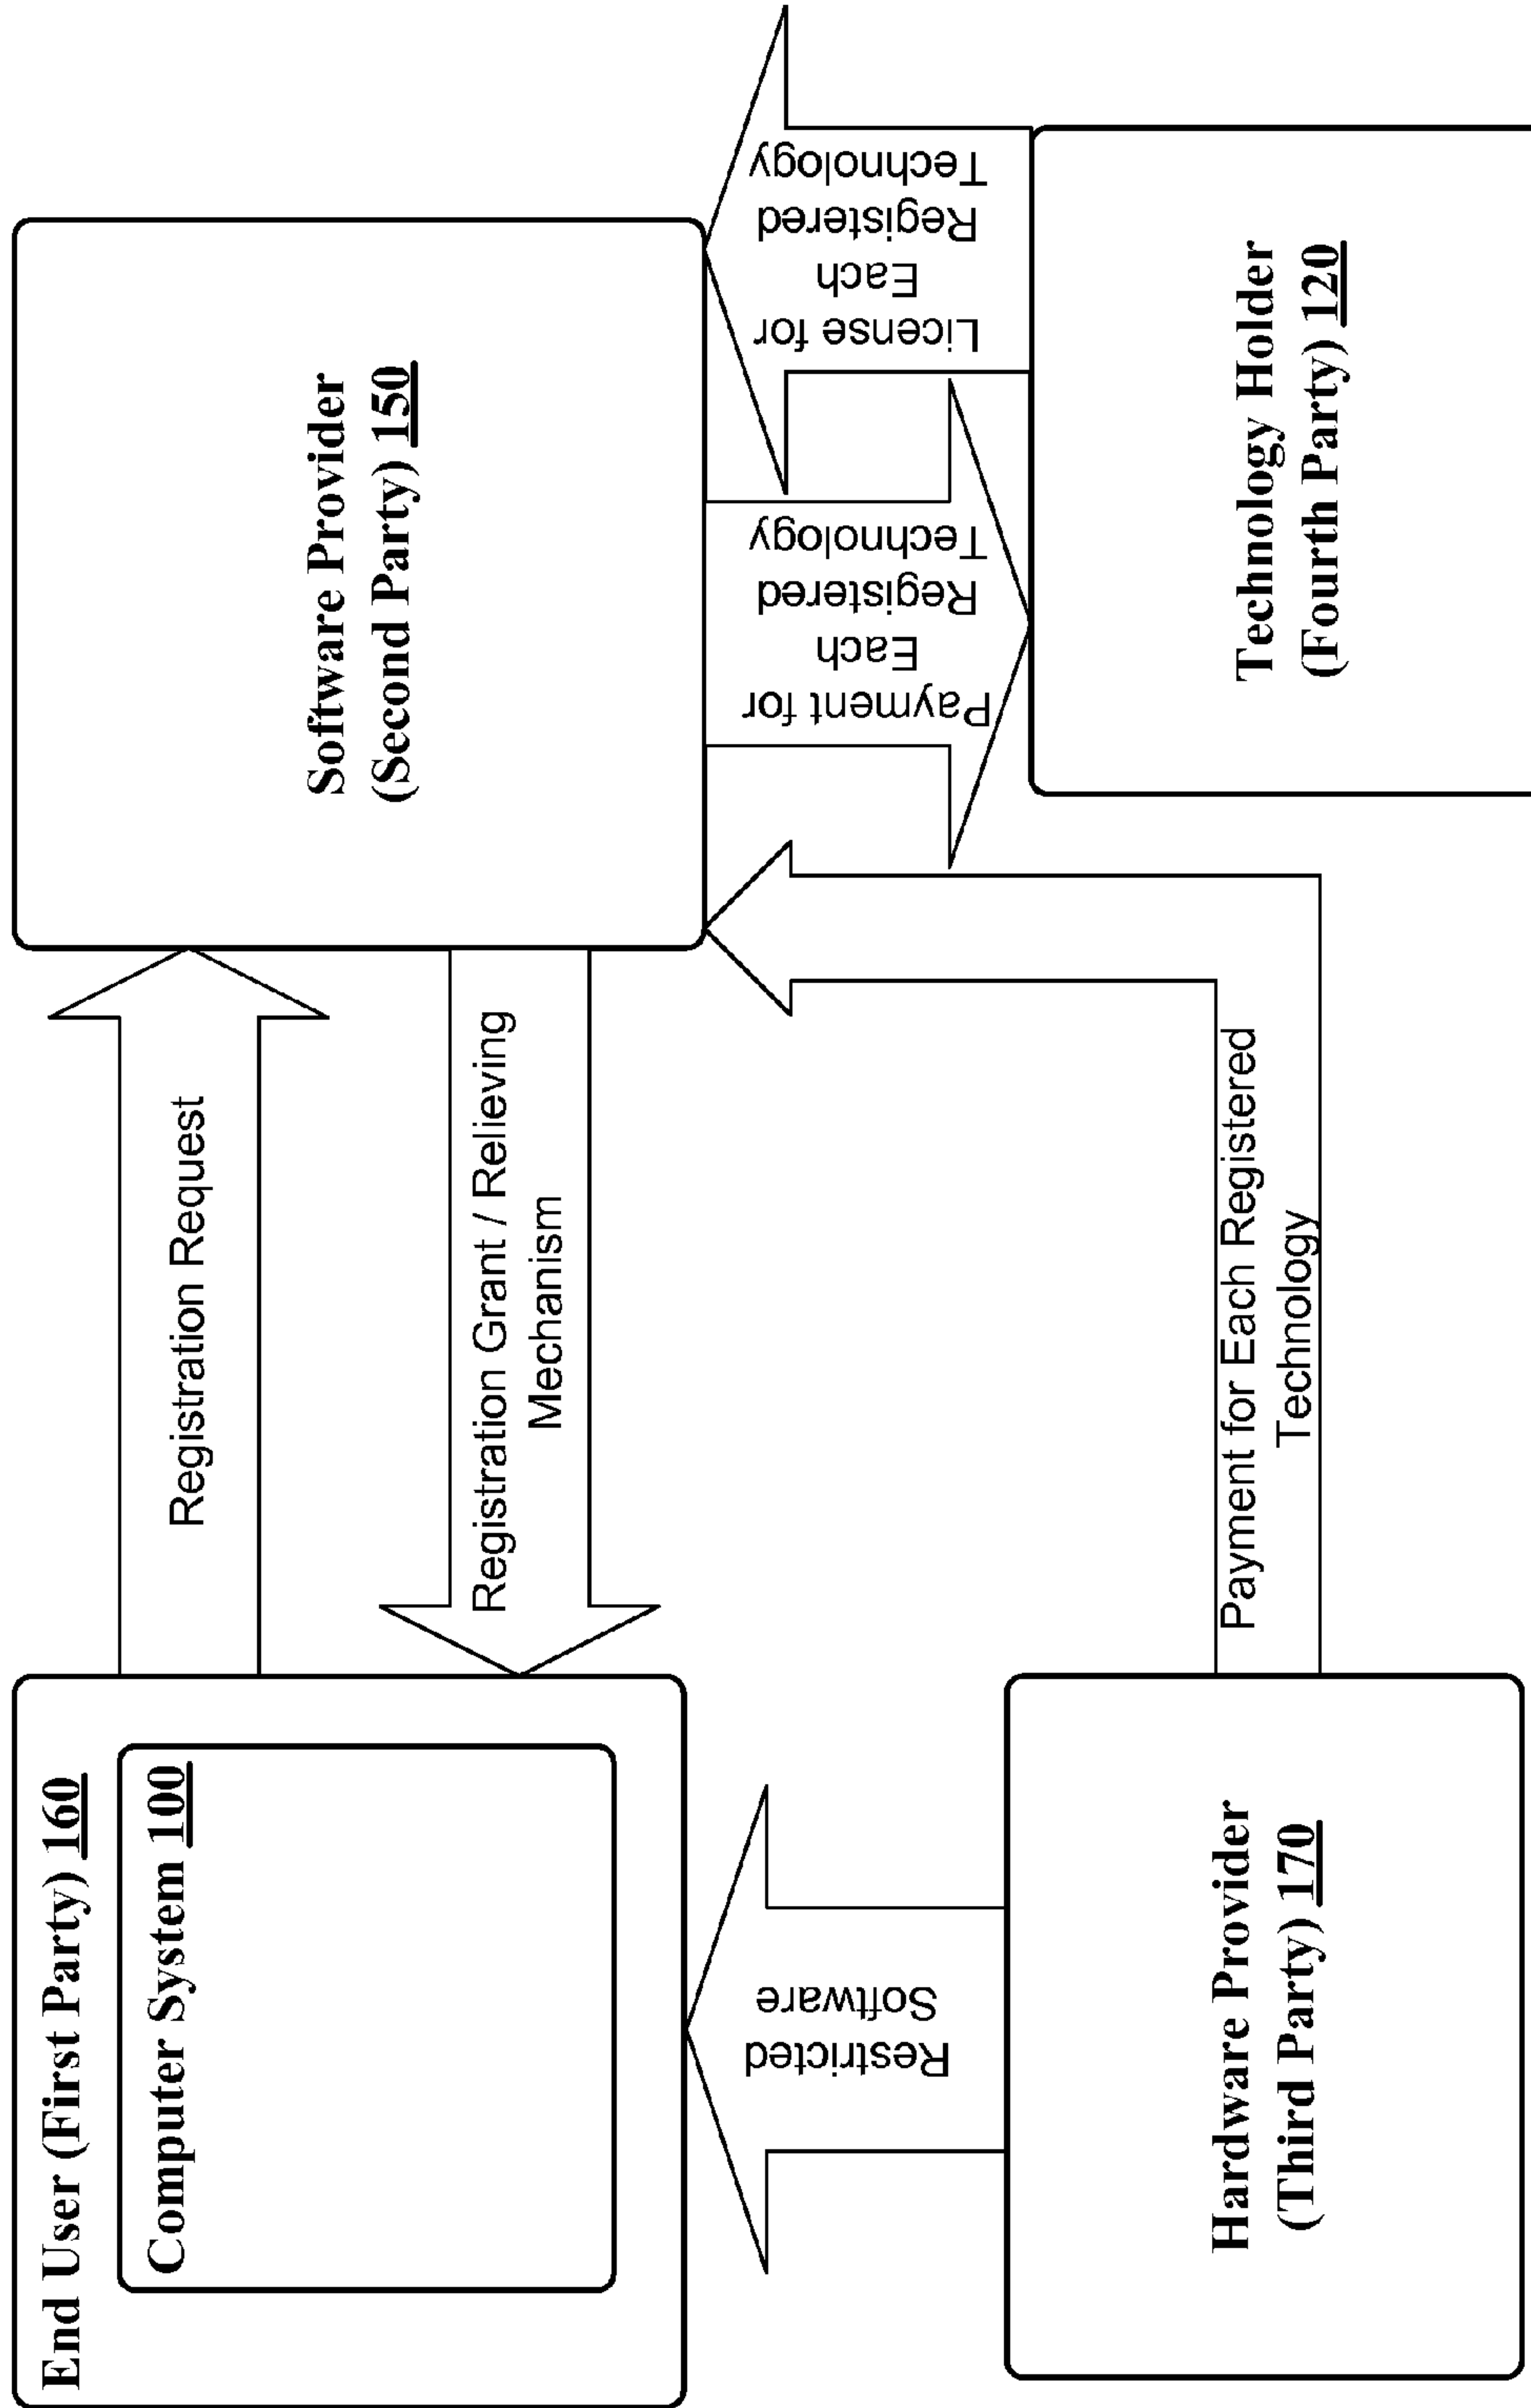 End User (First Party) 160
Computer System 100
Registration Request
Registration Grant / Relieving
Mechanism
Software Provider
(Second Party) 150
Restricted
Software
Payment for
Each
Registered
Technology
License for
Each
Registered
Technology
Hardware Provider
(Third Party) 170
Payment for Each Registered
Technology
Technology Holder
(Fourth Party) 120